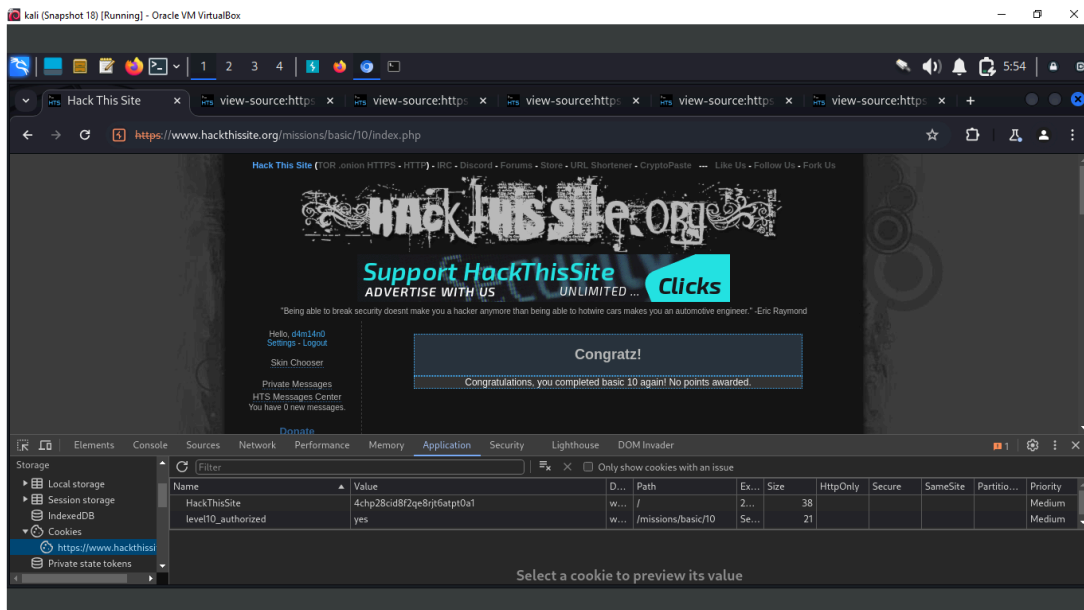 kali (Snapshot 18) [Running] - Oracle VM VirtualBox
1 2 3 4 5:54
Hack This Site view-source:https view-source:https view-source:https view-source:https view-source:https
https://www.hackthissite.org/missions/basic/10/index.php
Hack This Site (TOR .onion HTTPS - HTTP) - IRC - Discord - Forums - Store - URL Shortener - CryptoPaste --- Like Us - Follow Us - Fork Us
HACK THIS SITE.ORG
Support HackThisSite
ADVERTISE WITH US UNLIMITED ... Clicks
"Being able to break security doesnt make you a hacker anymore than being able to hotwire cars makes you an automotive engineer." -Eric Raymond
Hello, d4m14n0
Settings - Logout
Skin Chooser
Private Messages
HTS Messages Center
You have 0 new messages.
Donate
Congratz!
Congratulations, you completed basic 10 again! No points awarded.
Elements Console Sources Network Performance Memory Application Security Lighthouse DOM Invader 1
Storage
Local storage
Session storage
IndexedDB
Cookies
https://www.hackthissi
Private state tokens
Filter Only show cookies with an issue
Name Value D... Path Ex... Size HttpOnly Secure SameSite Partitio... Priority
HackThisSite 4chp28cid8f2qe8rjt6atpt0a1 w... / 2... 38 Medium
level10_authorized yes w... /missions/basic/10 Se... 21 Medium
Select a cookie to preview its value